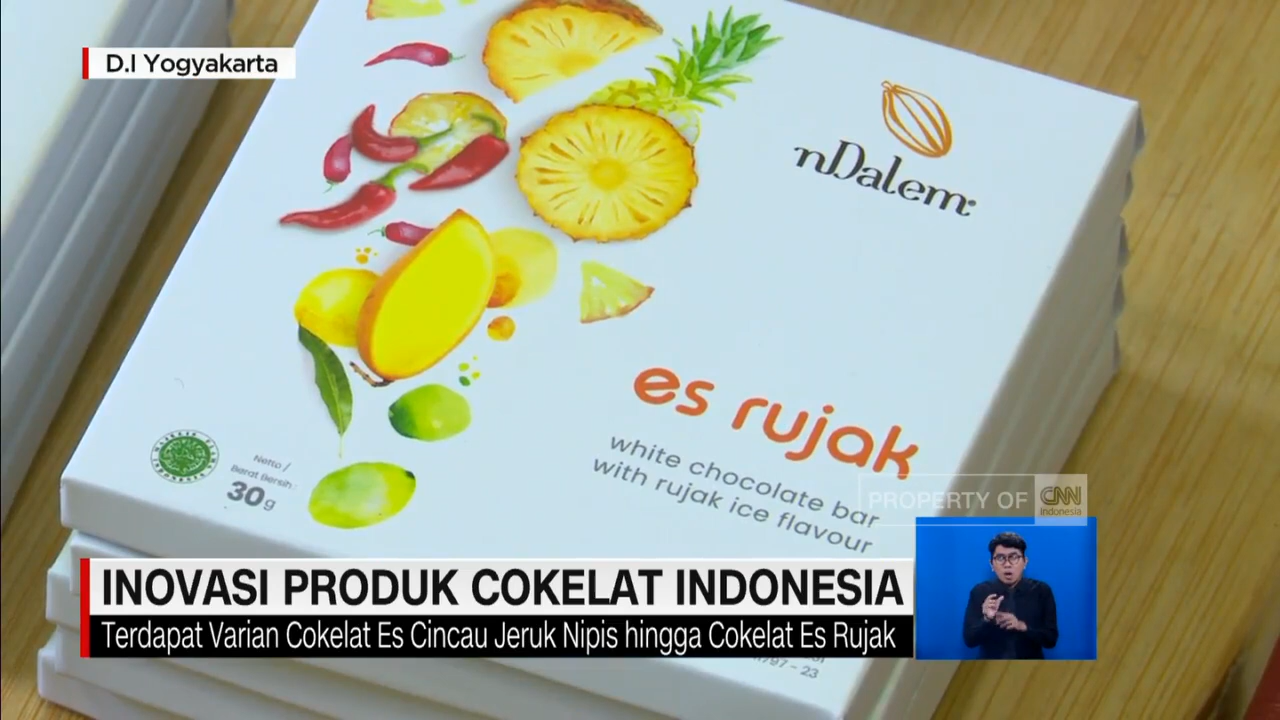 D.I Yogyakarta
nDalem
es rujak
white chocolate bar
with rujak ice flavour
Netto /
Berat Bersih :
30g
PROPERTY OF CNN
Indonesia
INOVASI PRODUK COKELAT INDONESIA
Terdapat Varian Cokelat Es Cincau Jeruk Nipis hingga Cokelat Es Rujak